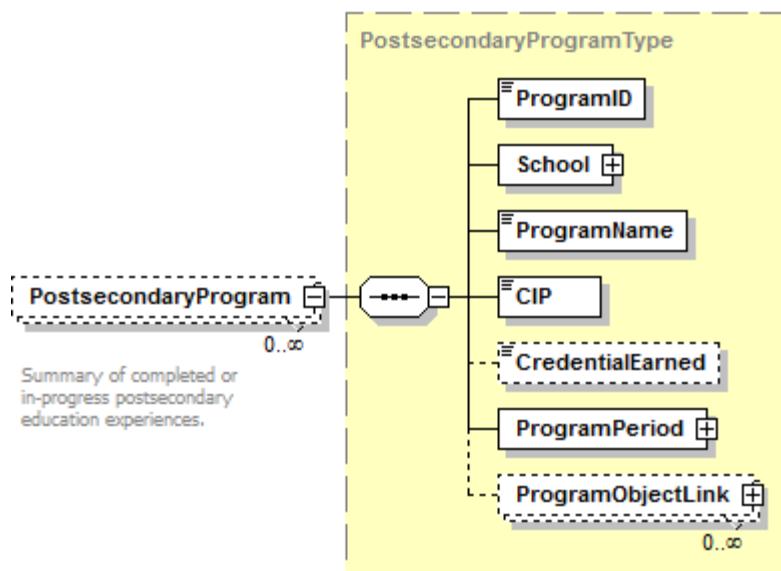 PostsecondaryProgramType
ProgramID
School
ProgramName
PostsecondaryProgram
0..∞
CIP
Summary of completed or
in-progress postsecondary
education experiences.
CredentialEarned
ProgramPeriod
ProgramObjectLink
0..∞